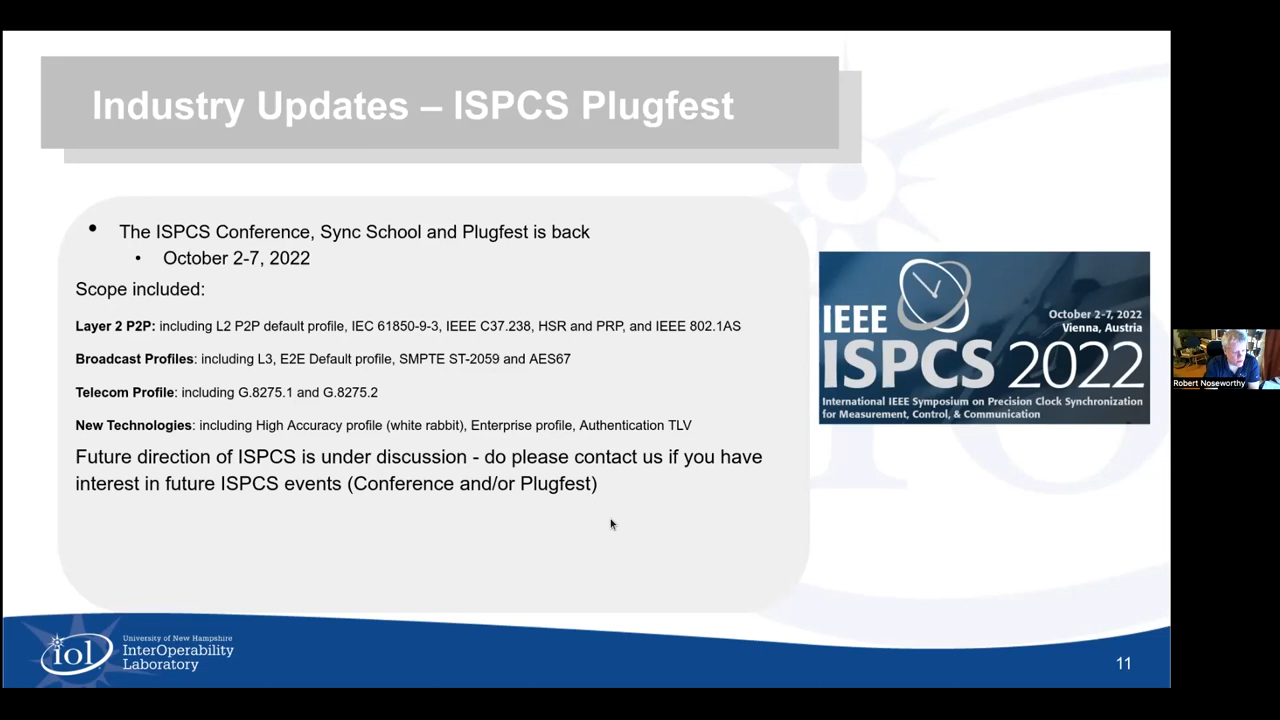 Industry Updates – ISPCS Plugfest
• The ISPCS Conference, Sync School and Plugfest is back
• October 2-7, 2022
Scope included:
Layer 2 P2P: including L2 P2P default profile, IEC 61850-9-3, IEEE C37.238, HSR and PRP, and IEEE 802.1AS
Broadcast Profiles: including L3, E2E Default profile, SMPTE ST-2059 and AES67
Telecom Profile: including G.8275.1 and G.8275.2
New Technologies: including High Accuracy profile (white rabbit), Enterprise profile, Authentication TLV
Future direction of ISPCS is under discussion - do please contact us if you have
interest in future ISPCS events (Conference and/or Plugfest)
October 2-7, 2022
Vienna, Austria
IEEE
ISPCS 2022
International IEEE Symposium on Precision Clock Synchronization
for Measurement, Control, & Communication
Robert Noseworthy
iol
University of New Hampshire
InterOperability
Laboratory
11